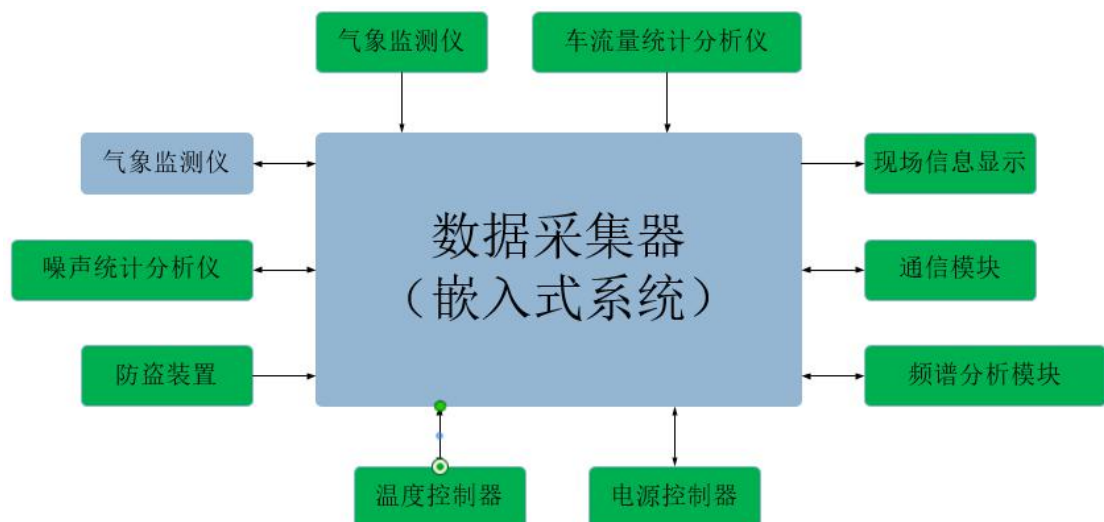 气象监测仪
车流量统计分析仪
气象监测仪
现场信息显示
数据采集器
（嵌入式系统）
噪声统计分析仪
通信模块
防盗装置
频谱分析模块
温度控制器
电源控制器